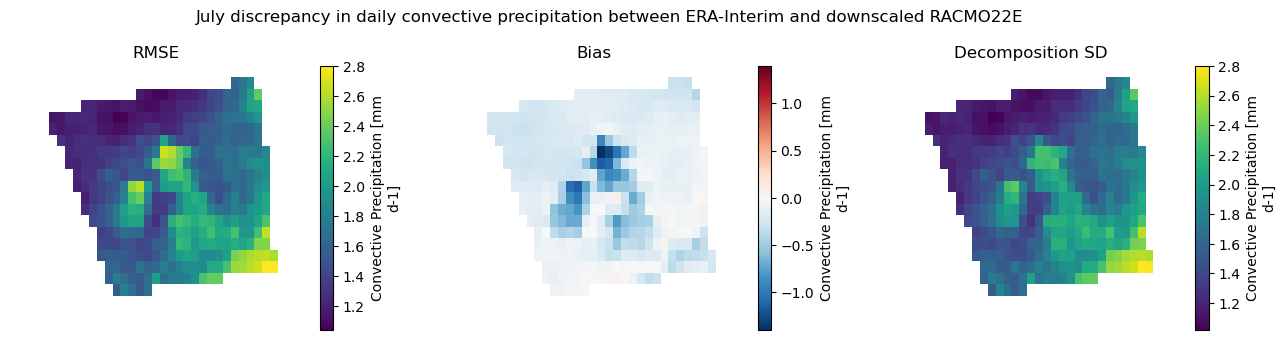 July discrepancy in daily convective precipitation between ERA-Interim and downscaled RACMO22E
RMSE
2.8
2.6
2.4
2.2
2.0
1.8
1.6
1.4
1.2
Convective Precipitation [mm
d-1]
Bias
1.0
0.5
0.0
−0.5
−1.0
Convective Precipitation [mm
d-1]
Decomposition SD
2.8
2.6
2.4
2.2
2.0
1.8
1.6
1.4
1.2
Convective Precipitation [mm
d-1]